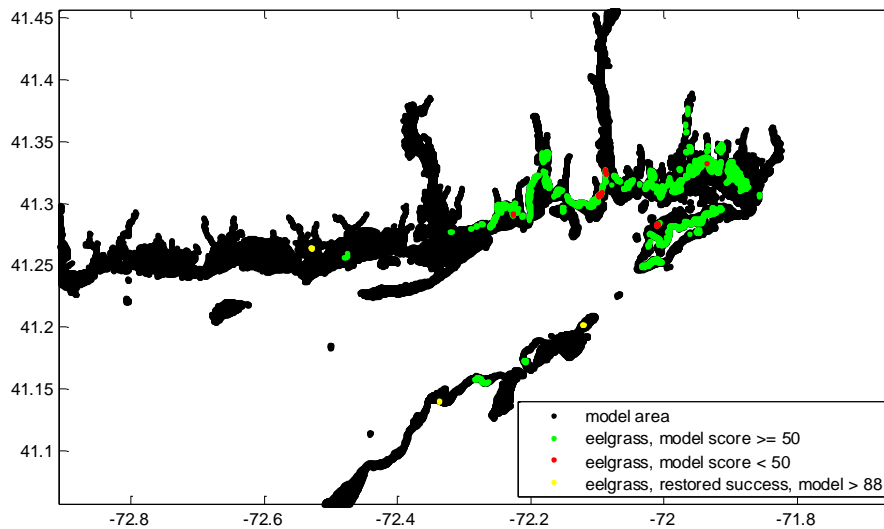 41.45
41.4
41.35
41.3
41.25
41.2
41.15
41.1
model area
eelgrass, model score >= 50
eelgrass, model score < 50
eelgrass, restored success, model > 88
-72.8 -72.6 -72.4 -72.2 -72 -71.8